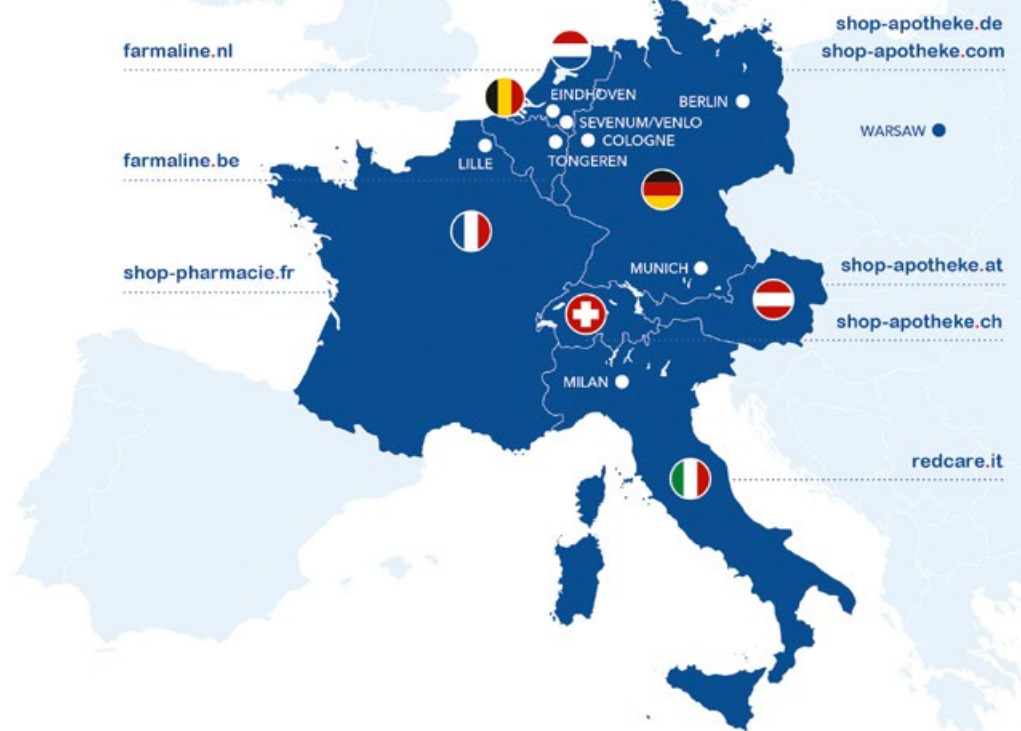 shop-apotheke.de
farmaline.nl
shop-apotheke.com
EINDHOVEN
BERLIN
SEVENUM/VENLO
WARSAW
COLOGNE
farmaline.be
LILLE
TONGEREN
MUNICH
shop-apotheke.at
shop-pharmacie.fr
shop-apotheke.ch
MILAN
redcare.it